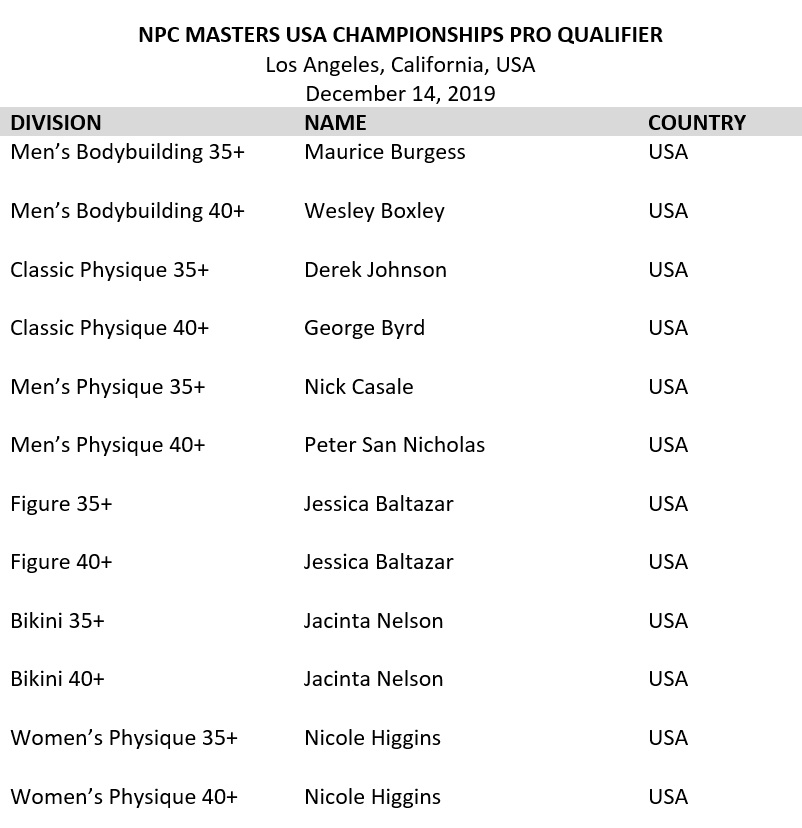 NPC MASTERS USA CHAMPIONSHIPS PRO QUALIFIER
Los Angeles, California, USA
December 14, 2019
DIVISION NAME COUNTRY
Men’s Bodybuilding 35+ Maurice Burgess USA
Men’s Bodybuilding 40+ Wesley Boxley USA
Classic Physique 35+ Derek Johnson USA
Classic Physique 40+ George Byrd USA
Men’s Physique 35+ Nick Casale USA
Men’s Physique 40+ Peter San Nicholas USA
Figure 35+ Jessica Baltazar USA
Figure 40+ Jessica Baltazar USA
Bikini 35+ Jacinta Nelson USA
Bikini 40+ Jacinta Nelson USA
Women’s Physique 35+ Nicole Higgins USA
Women’s Physique 40+ Nicole Higgins USA